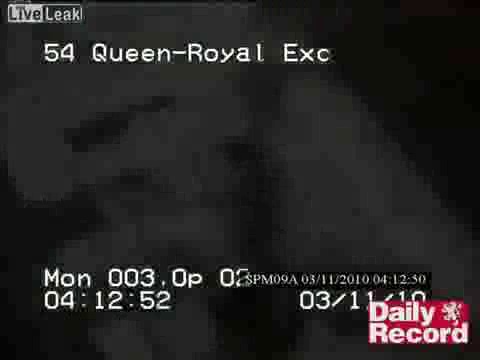 LiveLeak
54 Queen-Royal Exc
Mon 003.Op 02
SPM09A 03/11/2010 04:12:50
04:12:52
03/11/10
Daily
Record